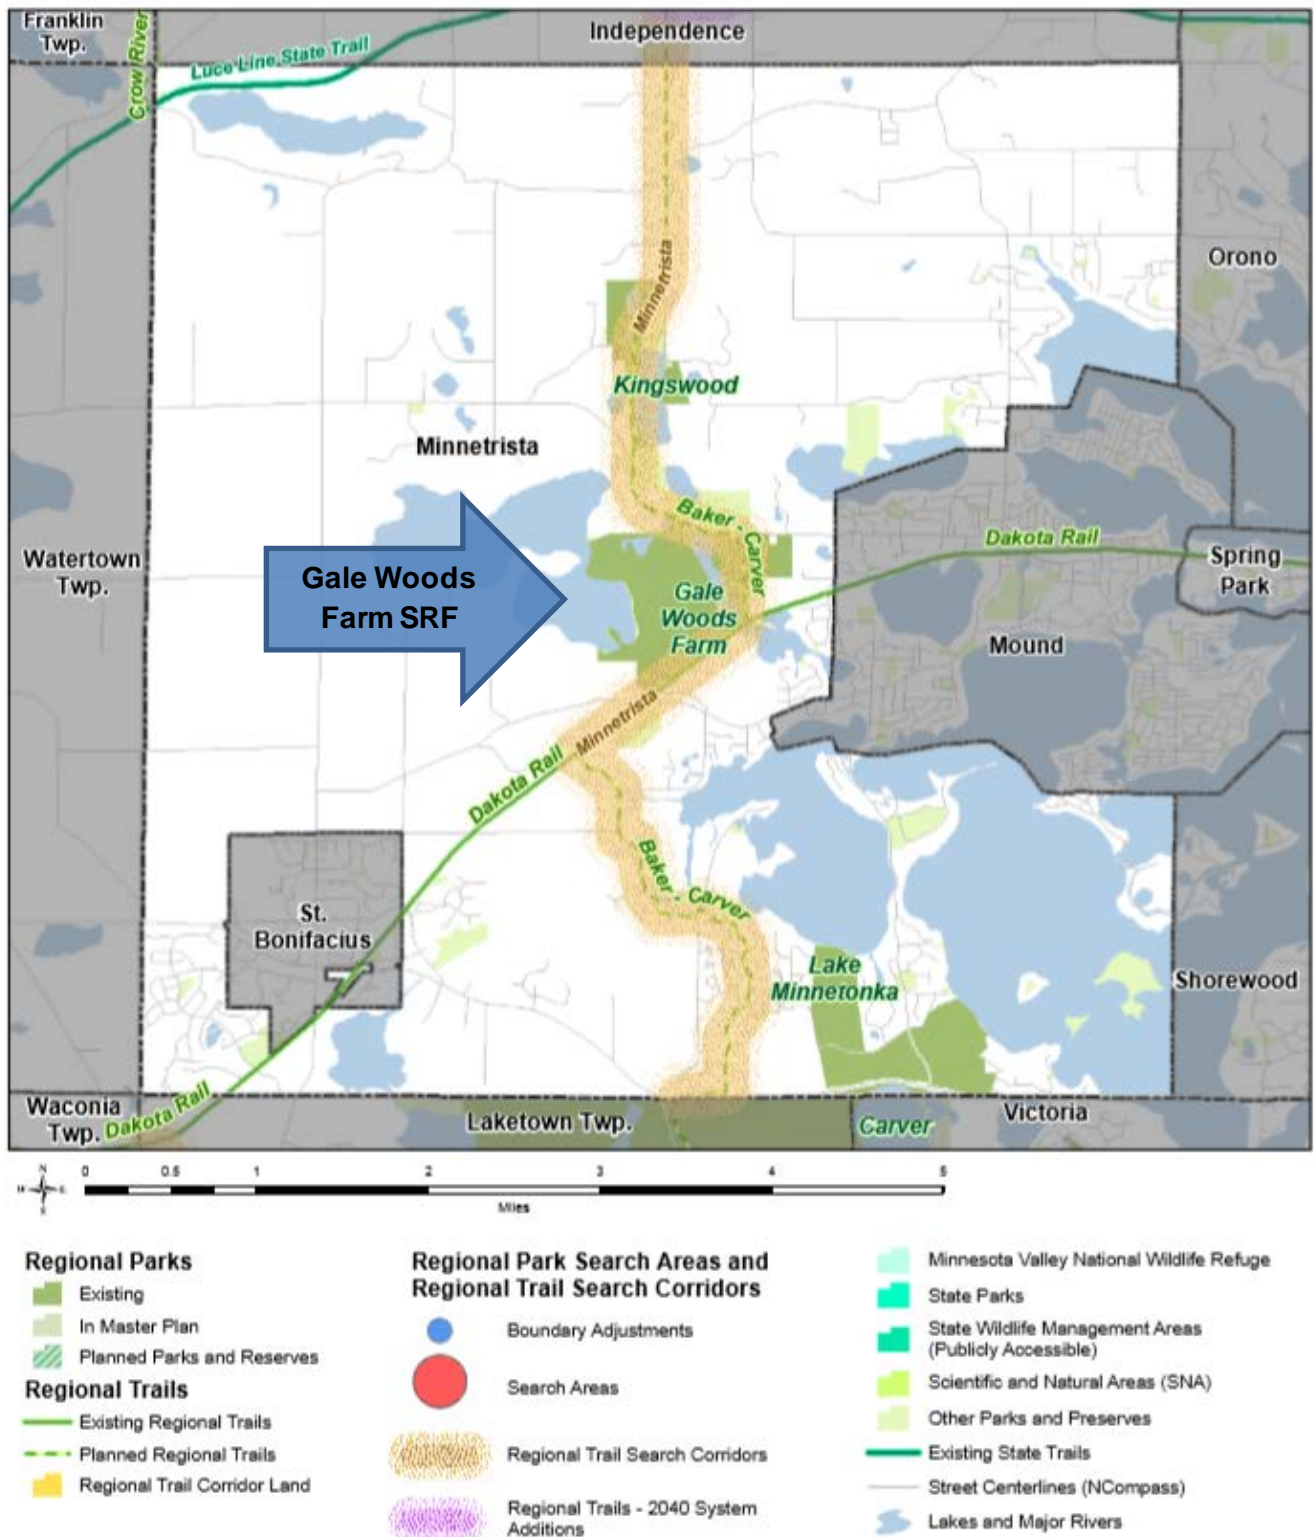 Franklin
Twp.
Crow River
Luce Line State Trail
Independence
Orono
Minnetrista
Kingswood
Minnetrista
Baker - Carver
Dakota Rail
Watertown
Twp.
Gale Woods
Farm SRF
Gale
Woods
Farm
Spring
Park
Mound
Minnetrista
Dakota Rail
Baker - Carver
St.
Bonifacius
Lake
Minnetonka
Shorewood
Waconia
Twp.
Dakota Rail
Laketown Twp.
Carver
Victoria
N
W E
S
0 0.5 1 2 3 4 5
Miles
Regional Parks
Existing
In Master Plan
Planned Parks and Reserves
Regional Trails
Existing Regional Trails
Planned Regional Trails
Regional Trail Corridor Land
Regional Park Search Areas and
Regional Trail Search Corridors
Boundary Adjustments
Search Areas
Regional Trail Search Corridors
Regional Trails - 2040 System
Additions
Minnesota Valley National Wildlife Refuge
State Parks
State Wildlife Management Areas
(Publicly Accessible)
Scientific and Natural Areas (SNA)
Other Parks and Preserves
Existing State Trails
Street Centerlines (NCompass)
Lakes and Major Rivers